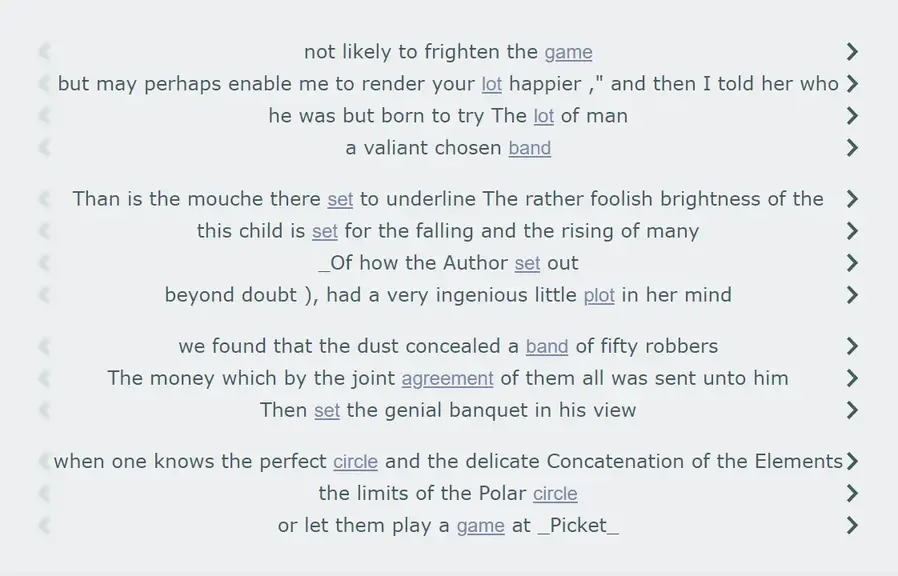 not likely to frighten the game
but may perhaps enable me to render your lot happier ," and then I told her who
he was but born to try The lot of man
a valiant chosen band
Than is the mouche there set to underline The rather foolish brightness of the
this child is set for the falling and the rising of many
_Of how the Author set out
beyond doubt ), had a very ingenious little plot in her mind
we found that the dust concealed a band of fifty robbers
The money which by the joint agreement of them all was sent unto him
Then set the genial banquet in his view
when one knows the perfect circle and the delicate Concatenation of the Elements
the limits of the Polar circle
or let them play a game at _Picket_